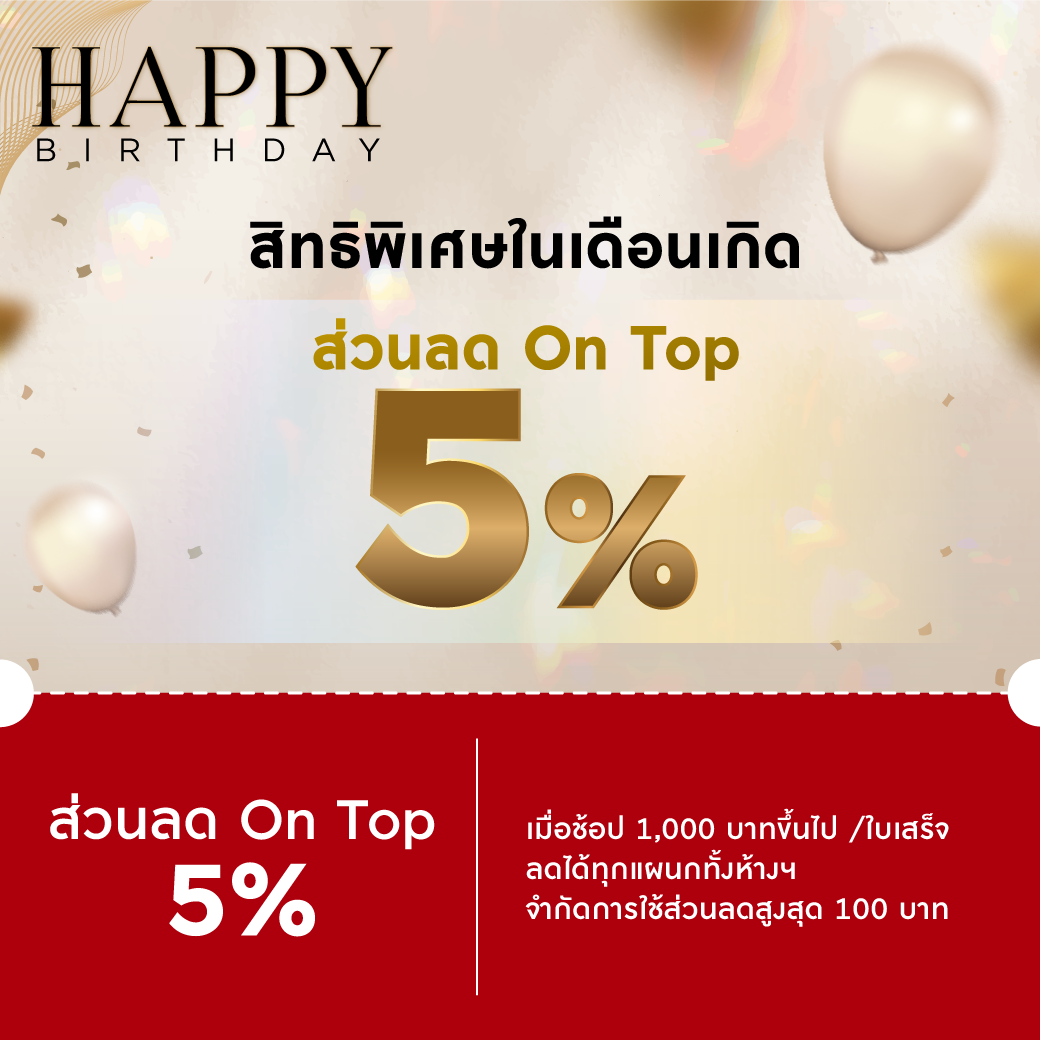 HAPPY
BIRTHDAY
สิทธิพิเศษในเดือนเกิด
ส่วนลด On Top
5%
ส่วนลด On Top
5%
เมื่อช้อป 1,000 บาทขึ้นไป /ใบเสร็จ
ลดได้ทุกแผนกทั้งห้างฯ
จำกัดการใช้ส่วนลดสูงสุด 100 บาท